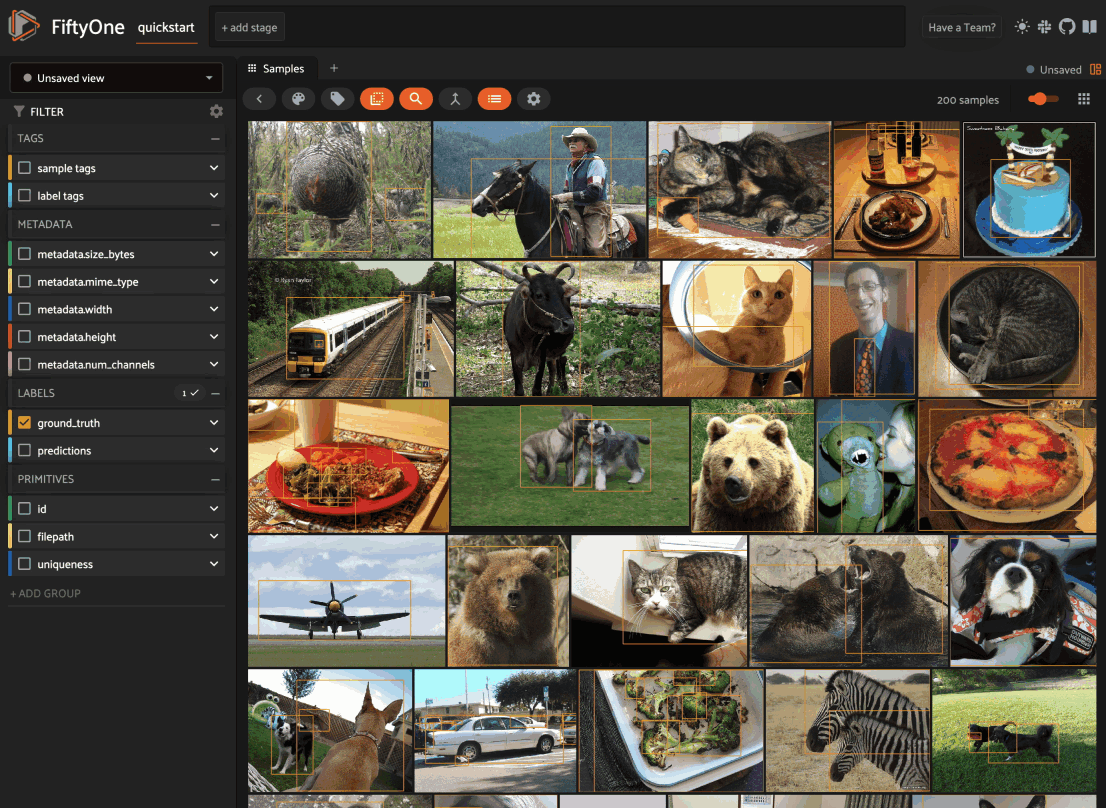 FiftyOne
quickstart
+ add stage
Have a Team?
Unsaved view
Samples
+
Unsaved
FILTER
200 samples
TAGS
sample tags
label tags
METADATA
metadata.size_bytes
metadata.mime_type
metadata.width
metadata.height
metadata.num_channels
LABELS
1
ground_truth
predictions
PRIMITIVES
id
filepath
uniqueness
+ ADD GROUP
© Ryan Taylor